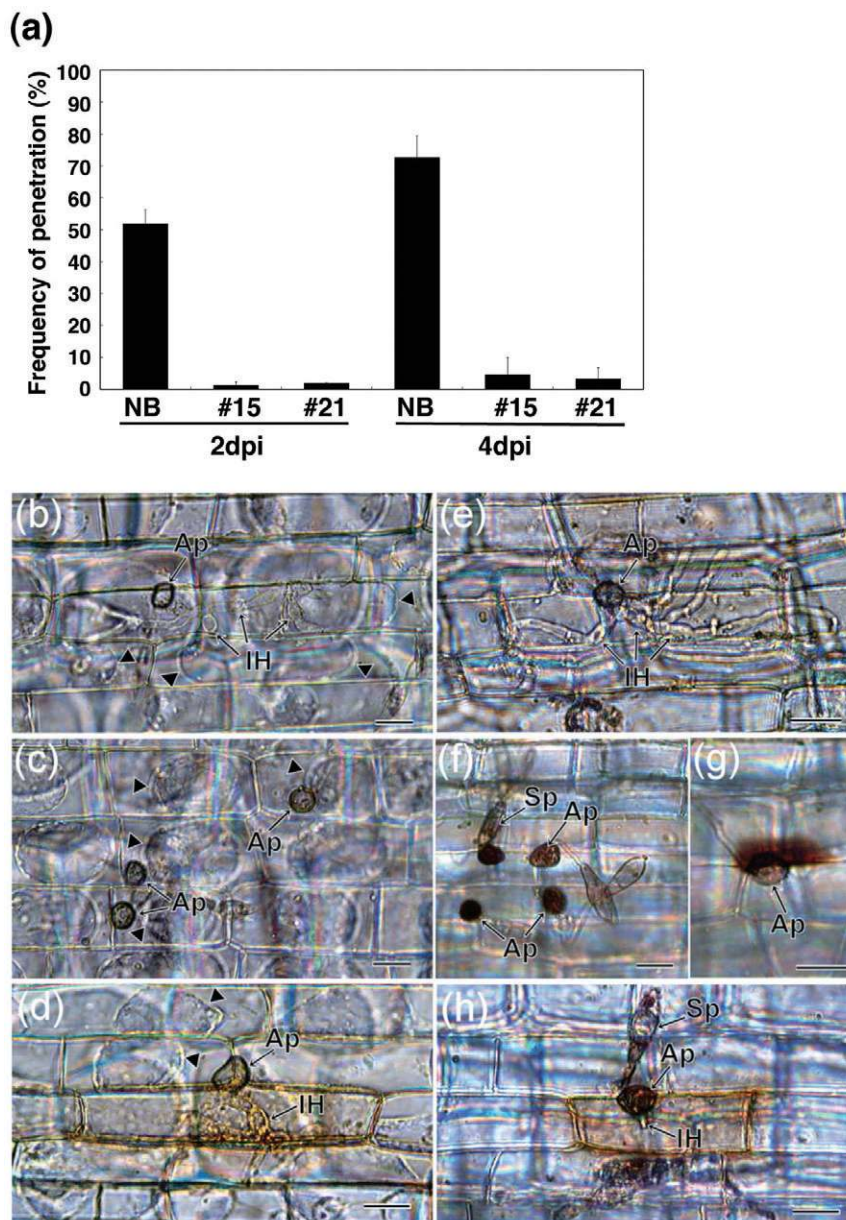 (a)
Frequency of penetration (%)
100
90
80
70
60
50
40
30
20
10
0
NB #15 #21 NB #15 #21
2dpi 4dpi
(b)
Ap
IH
(e)
Ap
IH
(c)
Ap
Ap
(f)
Sp
Ap
Ap
(g)
Ap
(d)
Ap
IH
(h)
Sp
Ap
IH